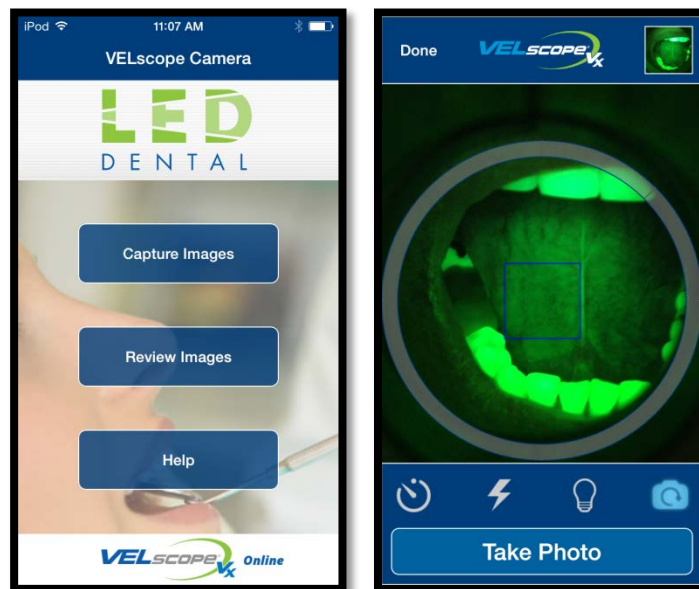 iPod
11:07 AM
VELscope Camera
LED
DENTAL
Capture Images
Review Images
Help
VELSCOPE Vx Online
Done
VELSCOPE Vx
Take Photo